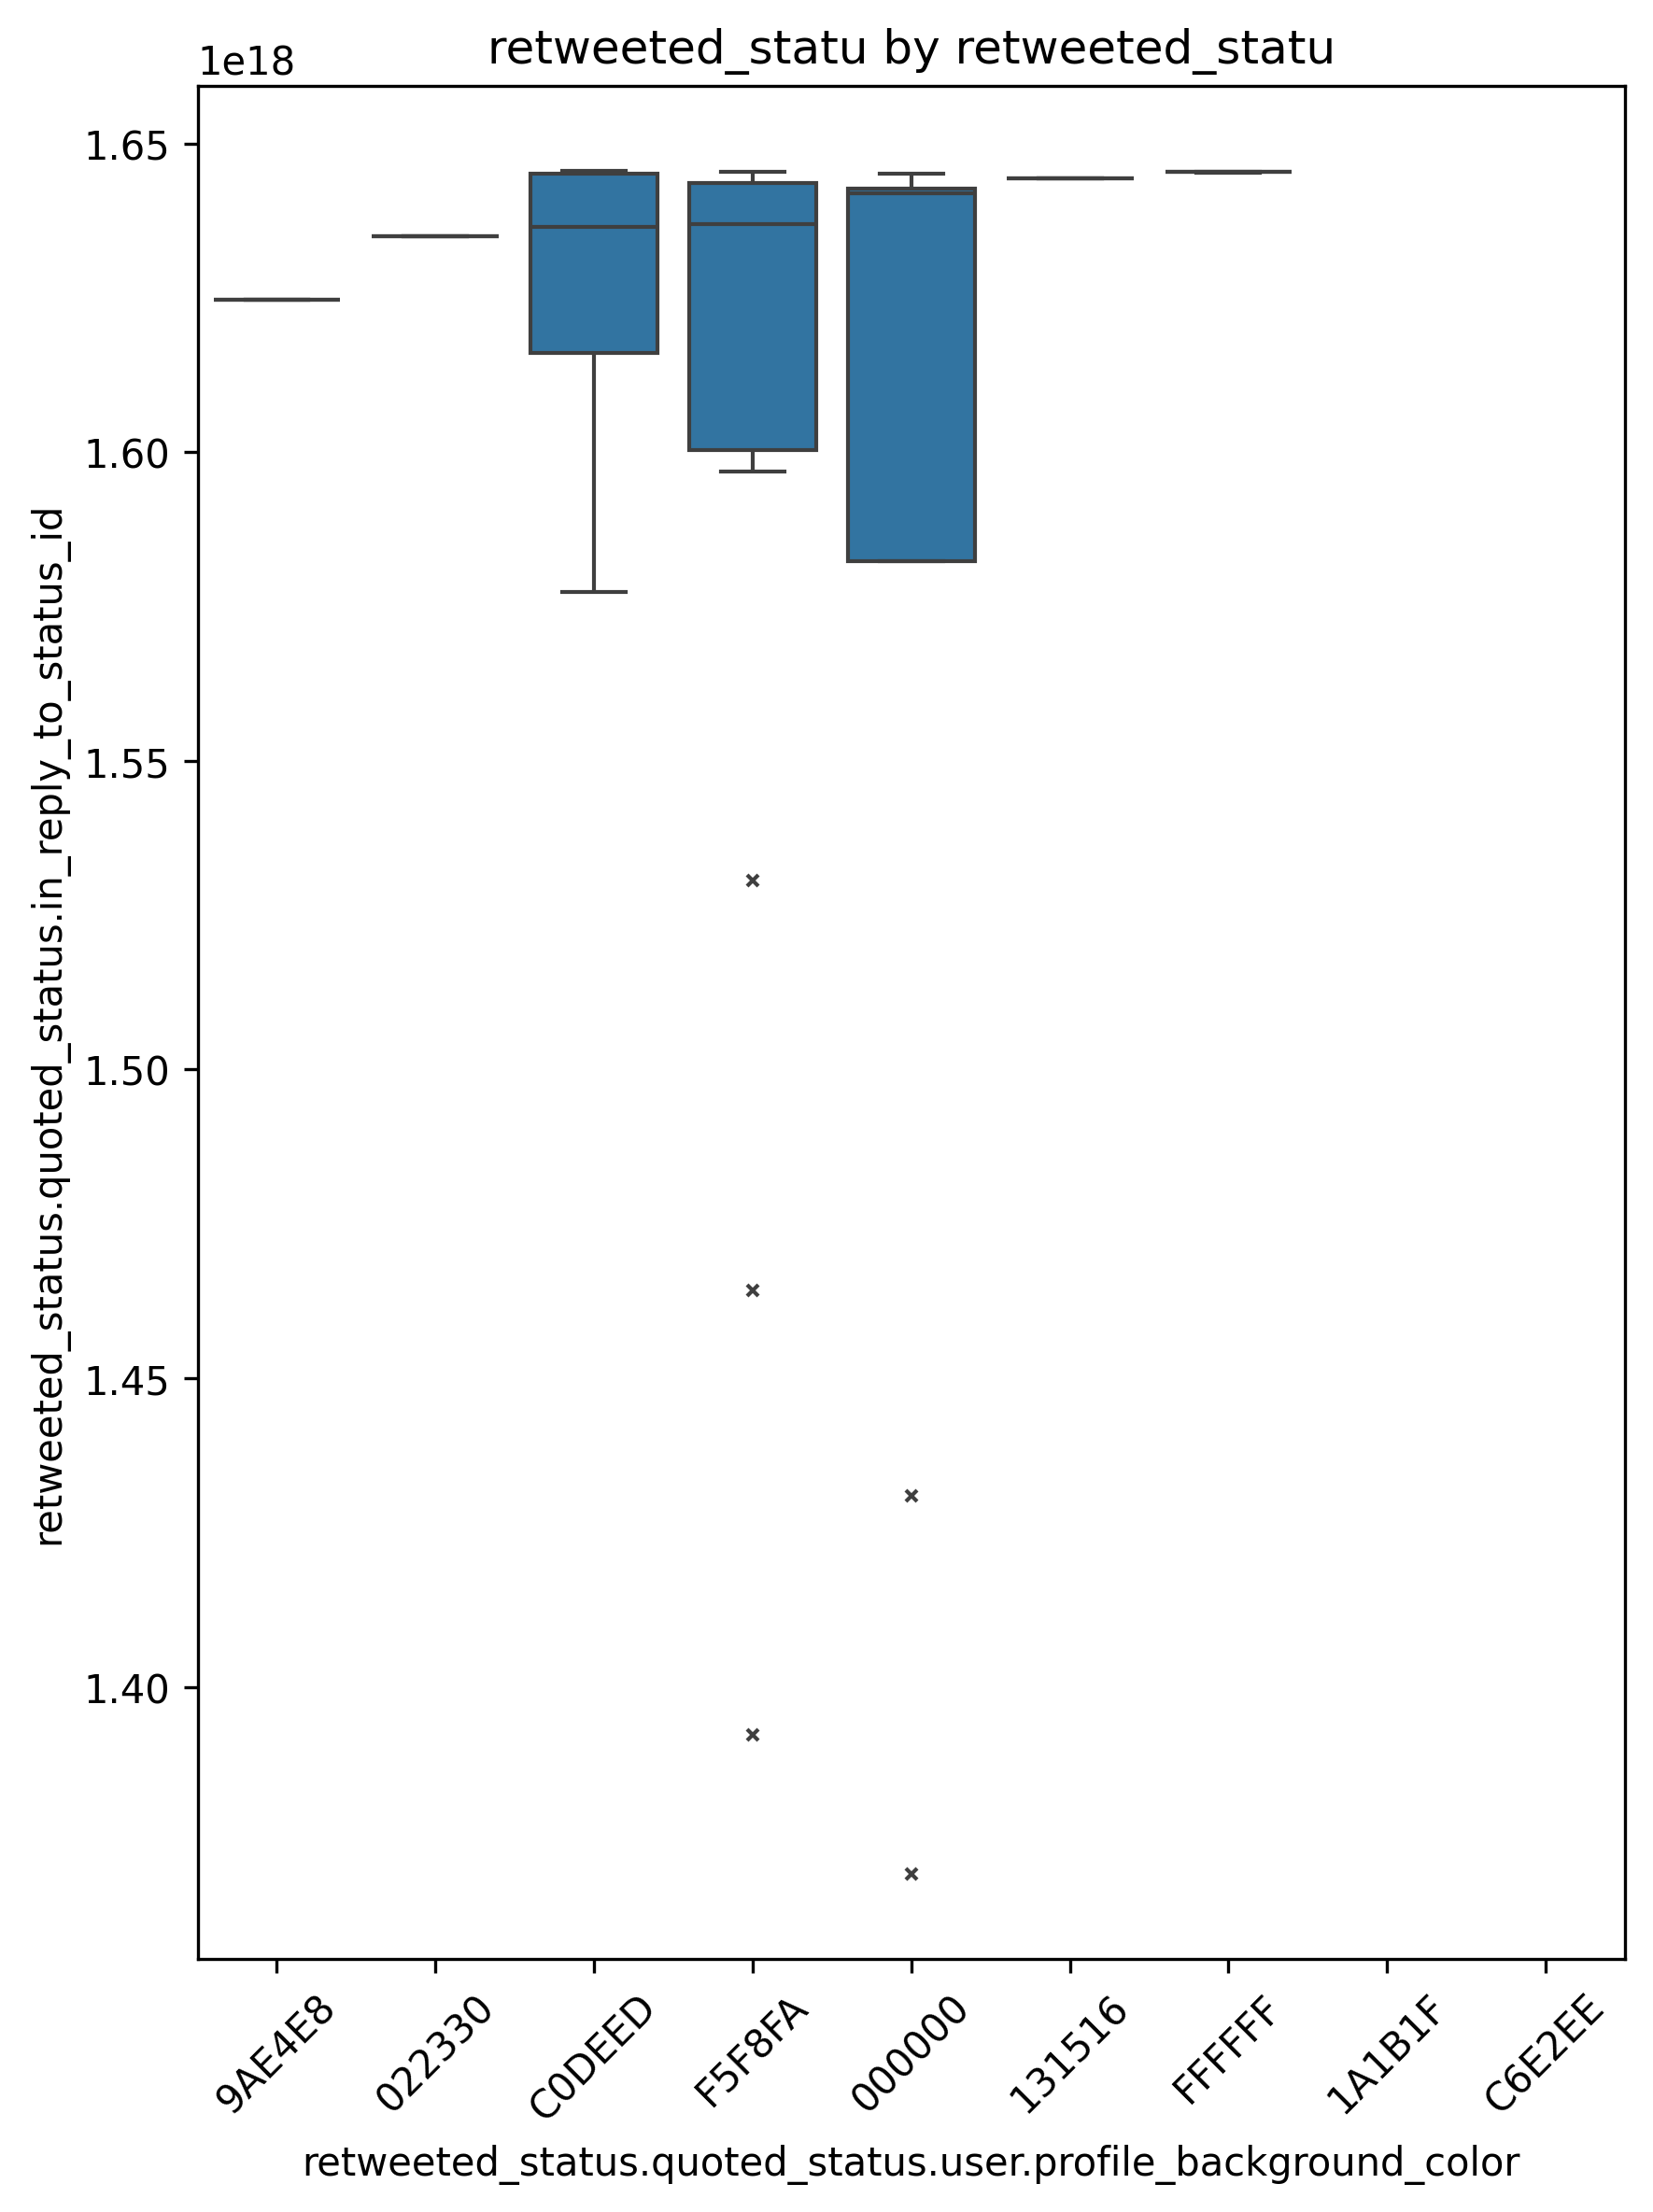 retweeted_statu by retweeted_statu
1e18
1.65
1.60
1.55
1.50
1.45
1.40
retweeted_status.quoted_status.in_reply_to_status_id
9AE4E8
022330
C0DEED
F5F8FA
000000
131516
FFFFFF
1A1B1F
C6E2EE
retweeted_status.quoted_status.user.profile_background_color